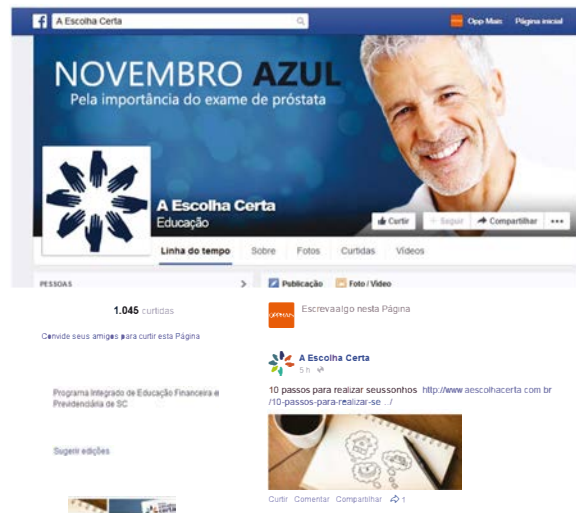 A Escolha Certa
Opp Main Página inicial
NOVEMBRO AZUL
Pela importância do exame de próstata
A Escolha Certa
Educação
Curtir + Seguir Compartilhar
Linha do tempo Sobre Fotos Curtidas Vídeos
PESSOAS
1.045 curtidas
Convide seus amigos para curtir esta Página
Programa Integrado de Educação Financeira e
Previdenciária de SC
Sugerir edições
Publicação Foto / Vídeo
OPPMAIN
Escreva algo nesta Página
A Escolha Certa
5 h
10 passos para realizar seussonhos http://www aescolhacerta com br
/10-passos-para-realizar-se .../
Curtir Comentar Compartilhar 1